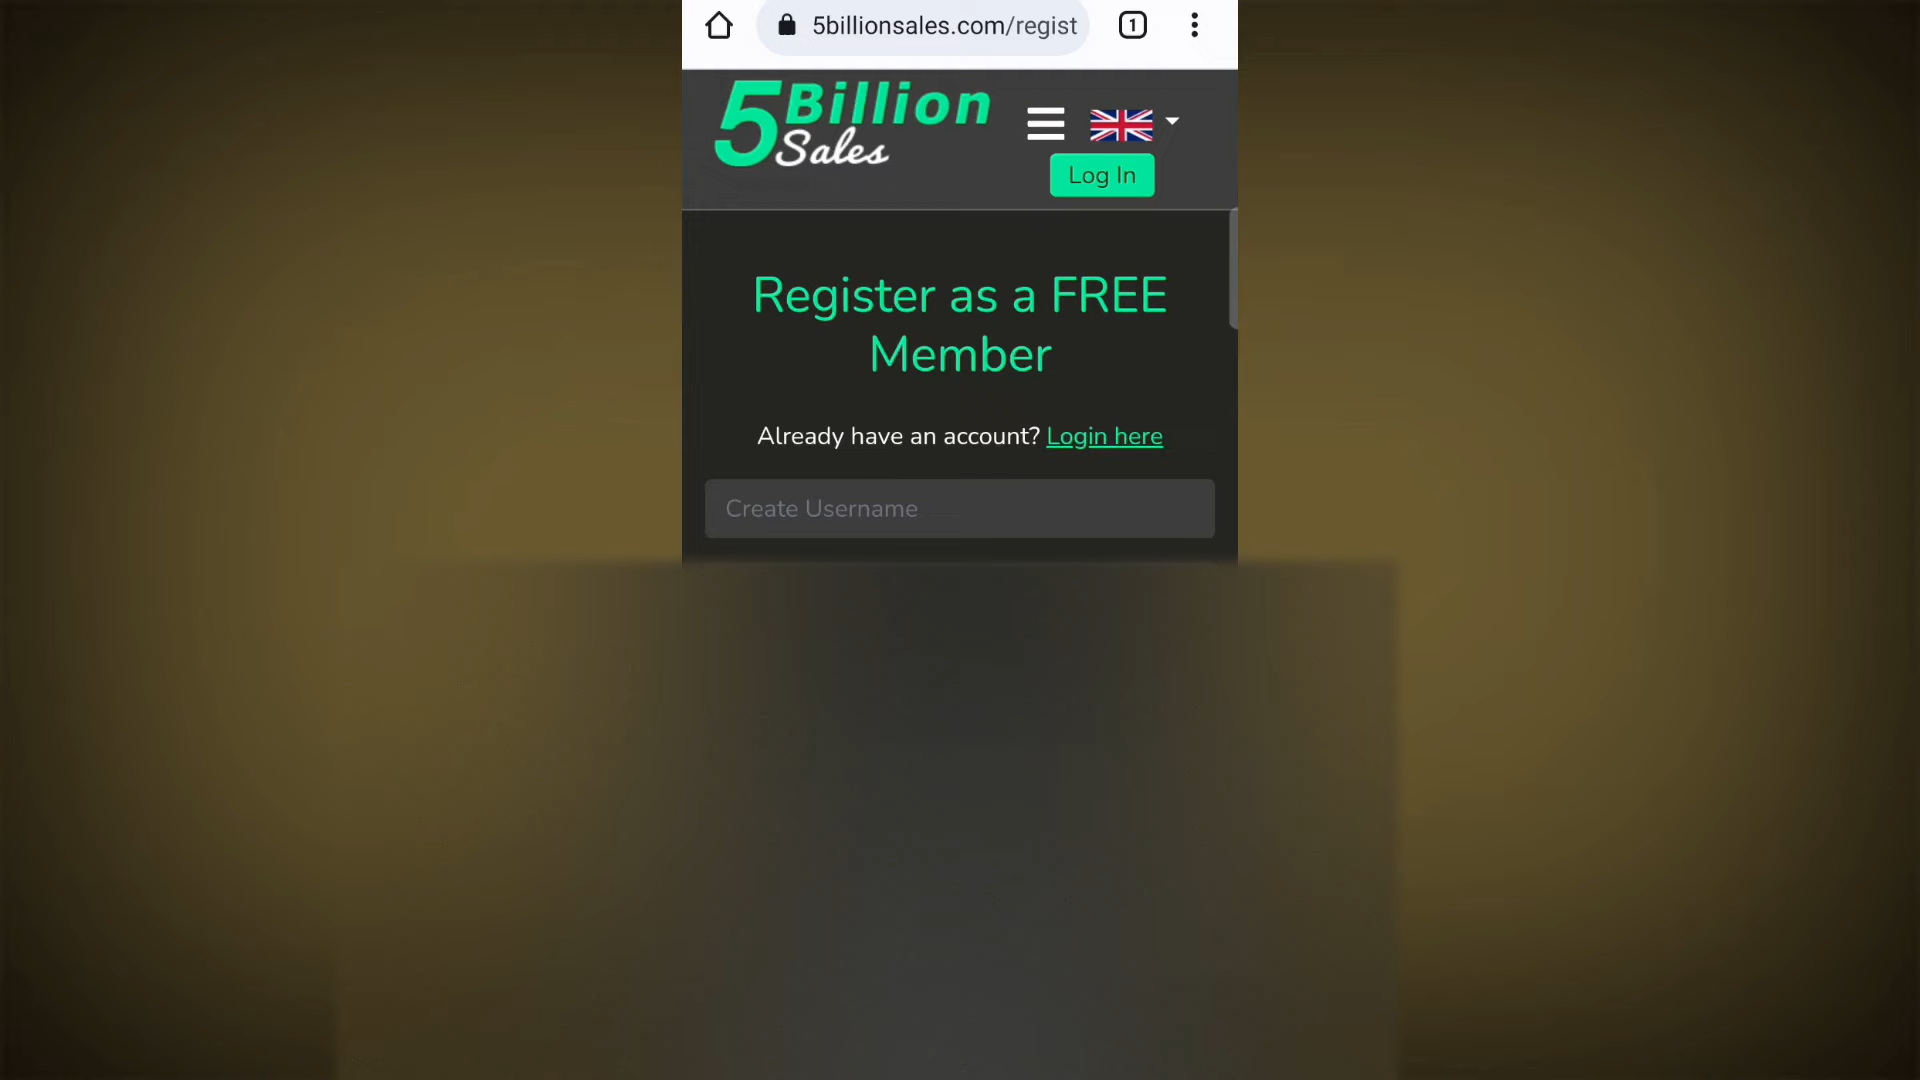 5billionsales.com/regist
1
5Billion
Sales
Log In
Register as a FREE
Member
Already have an account? Login here
Create Username